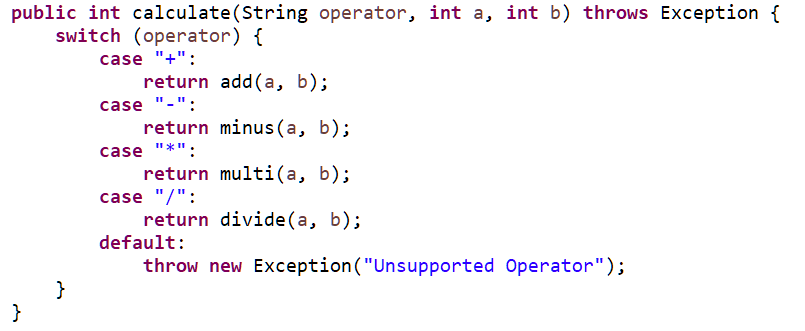 public int calculate(String operator, int a, int b) throws Exception {
    switch (operator) {
        case "+":
            return add(a, b);
        case "-":
            return minus(a, b);
        case "*":
            return multi(a, b);
        case "/":
            return divide(a, b);
        default:
            throw new Exception("Unsupported Operator");
    }
}